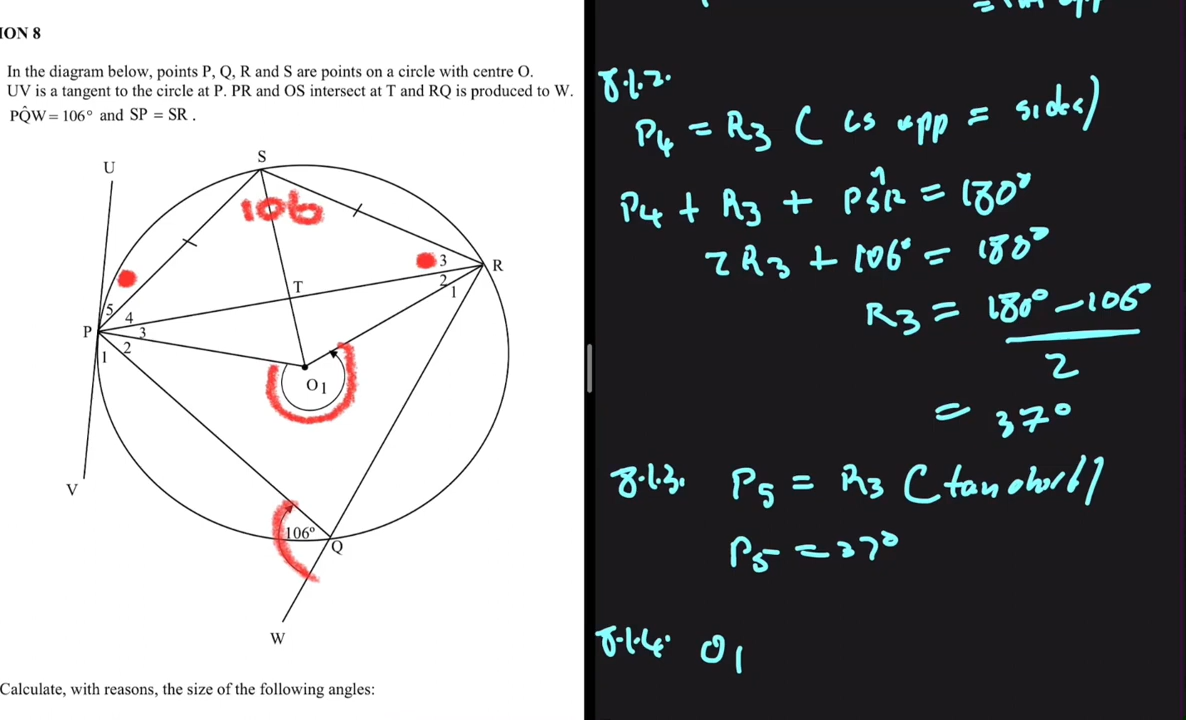 ION 8
In the diagram below, points P, Q, R and S are points on a circle with centre O.
UV is a tangent to the circle at P. PR and OS intersect at T and RQ is produced to W.
PQ̂W = 106° and SP = SR .
U
S
106
3
R
2
1
T
5
4
P
3
2
1
O1
V
106°
Q
W
Calculate, with reasons, the size of the following angles:
8.1.2.
P4 = R3 ( ∠s opp = sides)
P4 + R3 + PŜR = 180°
2R3 + 106° = 180°
R3 = 180° - 106°
2
= 37°
8.1.3. P5 = R3 (tan chord)
P5 = 37°
8.1.4. O1